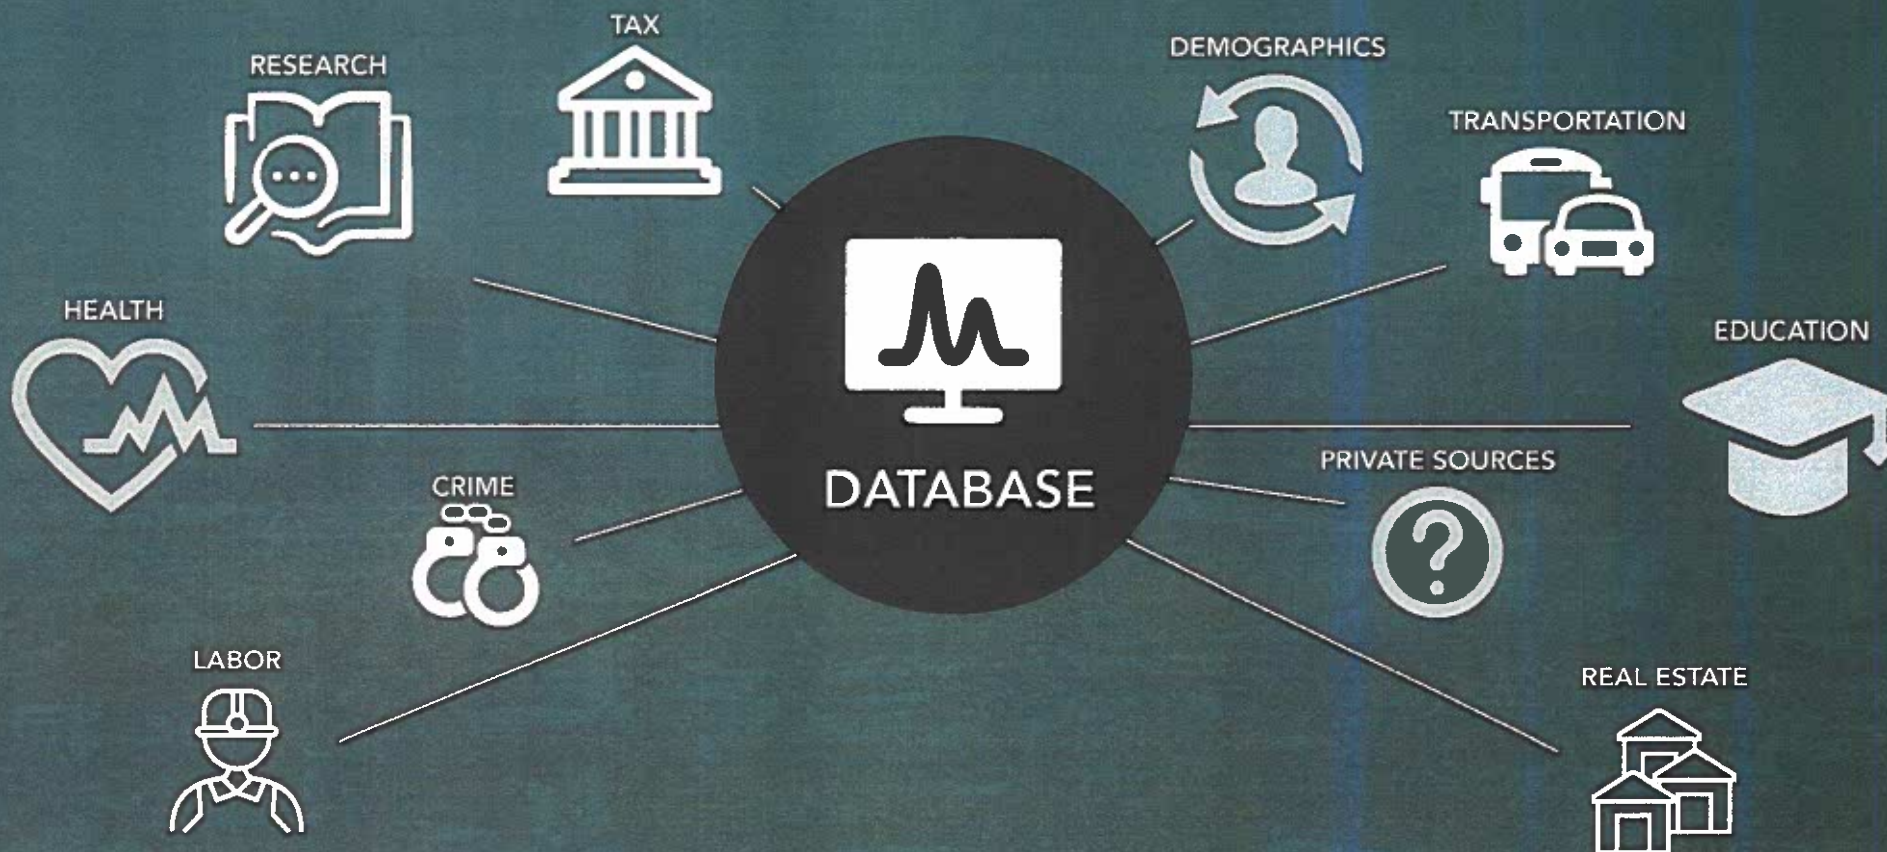 TAX
RESEARCH
DEMOGRAPHICS
TRANSPORTATION
HEALTH
EDUCATION
PRIVATE SOURCES
CRIME
DATABASE
LABOR
REAL ESTATE